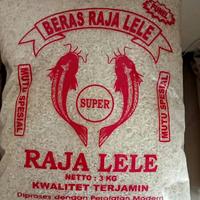 PUNEL
BERAS RAJA LELE
MUTU SPESIAL
SUPER
MUTU SPESIAL
RAJA LELE
NETTO : 3 KG
KWALITET TERJAMIN
Diproses dengan Peralatan Modern